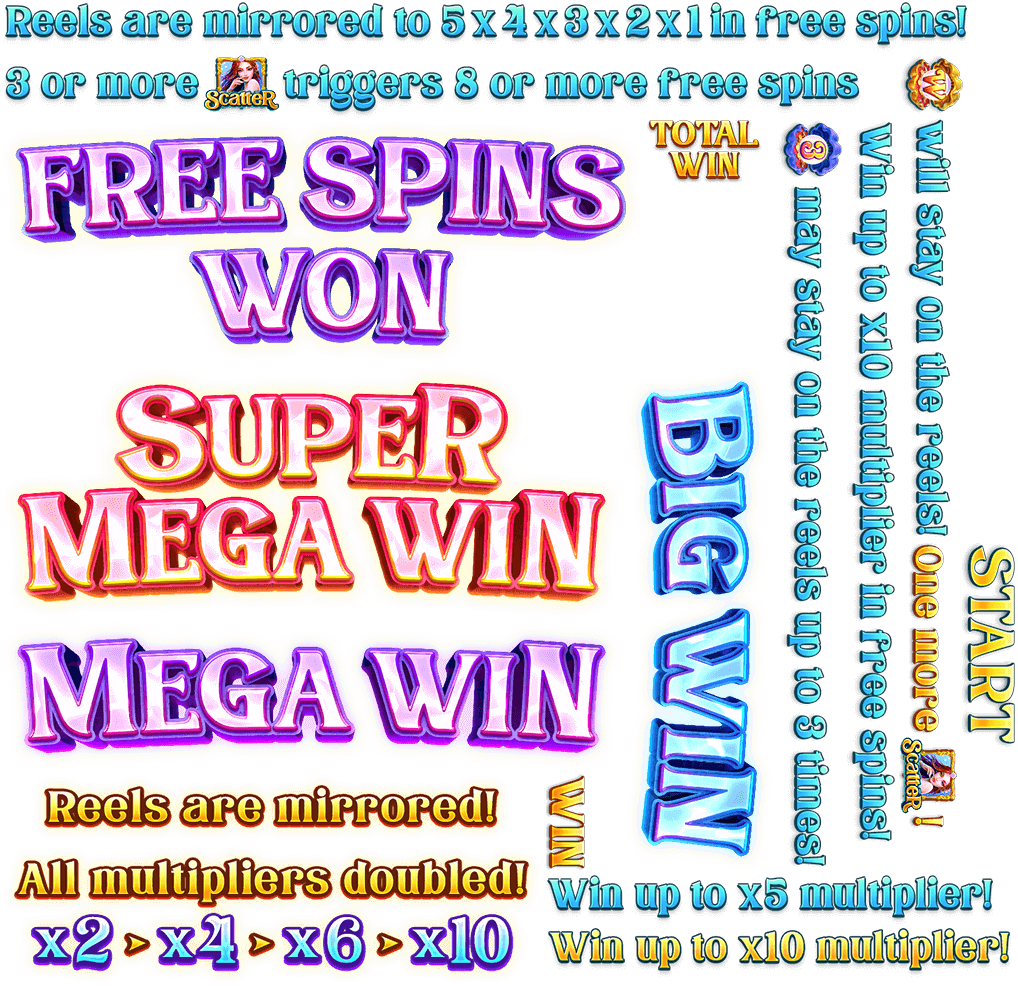 Reels are mirrored to 5 x 4 x 3 x 2 x 1 in free spins!
3 or more Scatter triggers 8 or more free spins
FREE SPINS
WON
TOTAL
WIN
3 may stay on the reels up to 3 times!
Win up to x10 multiplier in free spins!
W will stay on the reels! One more Scatter !
SUPER
MEGA WIN
BIG WIN
START
MEGA WIN
Reels are mirrored!
All multipliers doubled!
x2 > x4 > x6 > x10
WIN
Win up to x5 multiplier!
Win up to x10 multiplier!